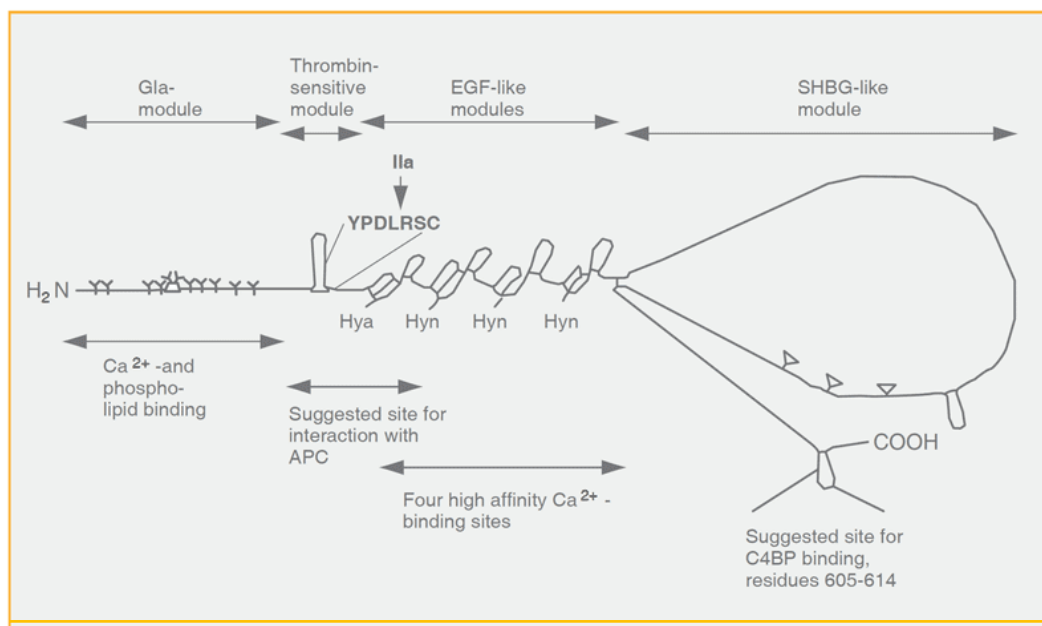 Gla-
module
Thrombin-
sensitive
module
EGF-like
modules
SHBG-like
module
IIa
YPDLRSC
H₂N
Hya
Hyn
Hyn
Hyn
Ca²⁺-and
phospho-
lipid binding
Suggested site for
interaction with
APC
Four high affinity Ca²⁺-
binding sites
COOH
Suggested site for
C4BP binding,
residues 605-614